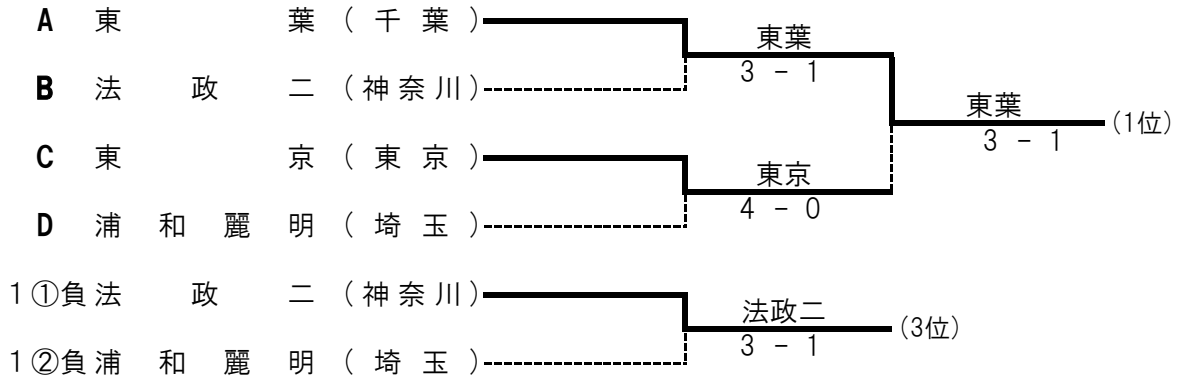 A 東葉(千葉)
東葉
3 - 1
B 法政二(神奈川)
東葉 (1位)
3 - 1
C 東京(東京)
東京
4 - 0
D 浦和麗明(埼玉)
1①負 法政二(神奈川)
法政二 (3位)
3 - 1
1②負 浦和麗明(埼玉)